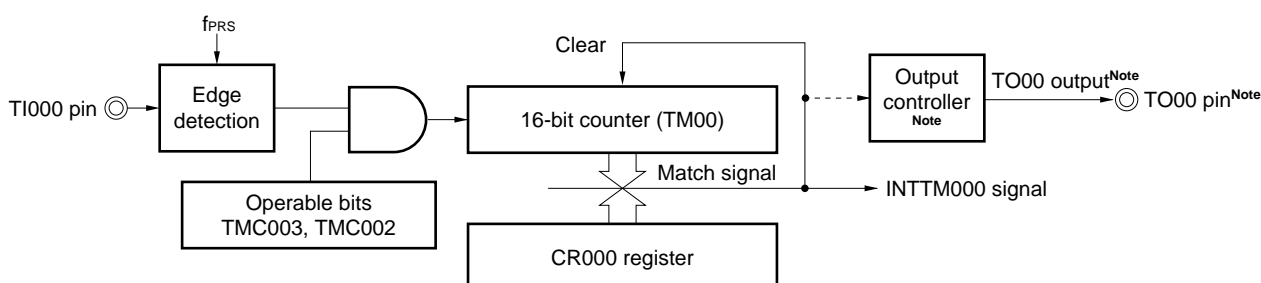 fPRS
Clear
TI000 pin
Edge
detection
16-bit counter (TM00)
Output
controller
Note
TO00 outputNote
TO00 pinNote
Match signal
INTTM000 signal
Operable bits
TMC003, TMC002
CR000 register